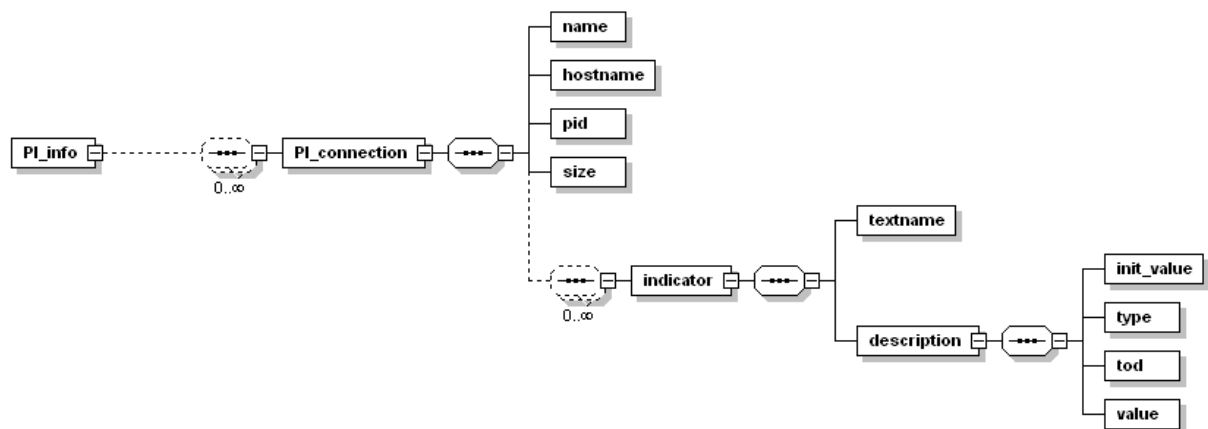 name
hostname
pid
size
PI_info
0..∞
PI_connection
0..∞
indicator
textname
description
init_value
type
tod
value